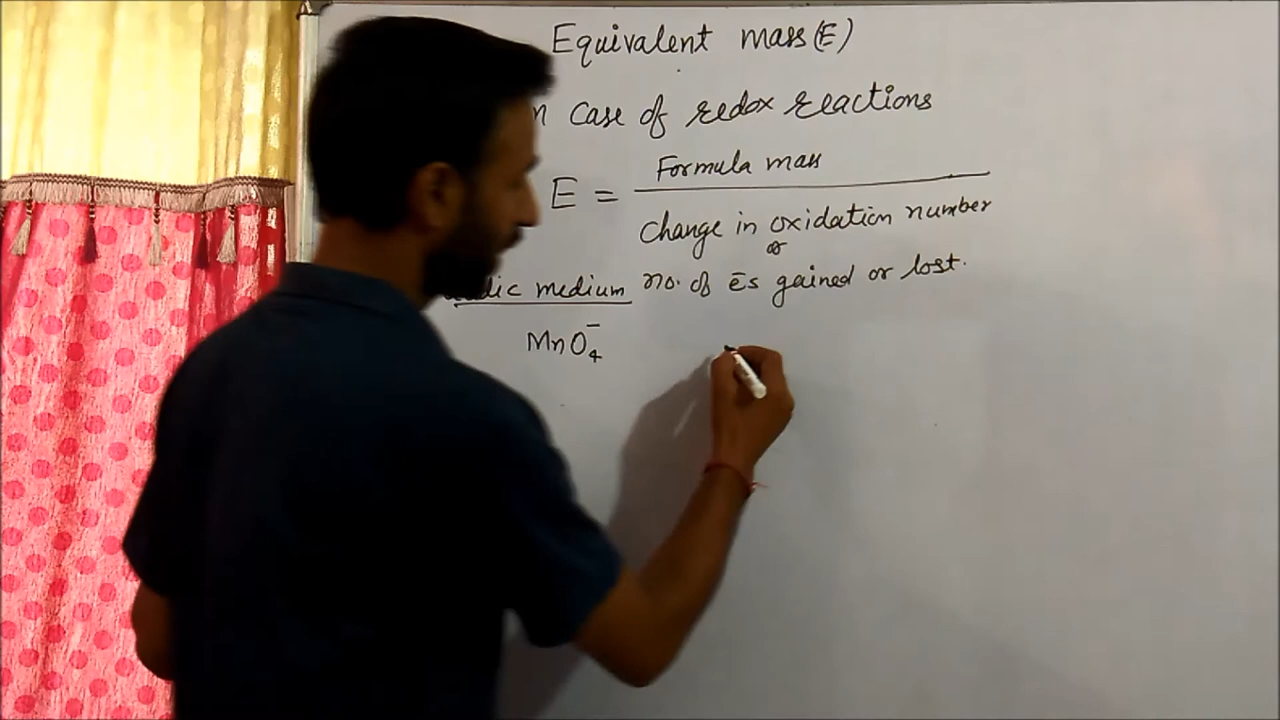 Equivalent mass (E)
n case of redox reactions
E = Formula mass
change in oxidation number
or
dic medium no. of ēs gained or lost.
MnO₄⁻